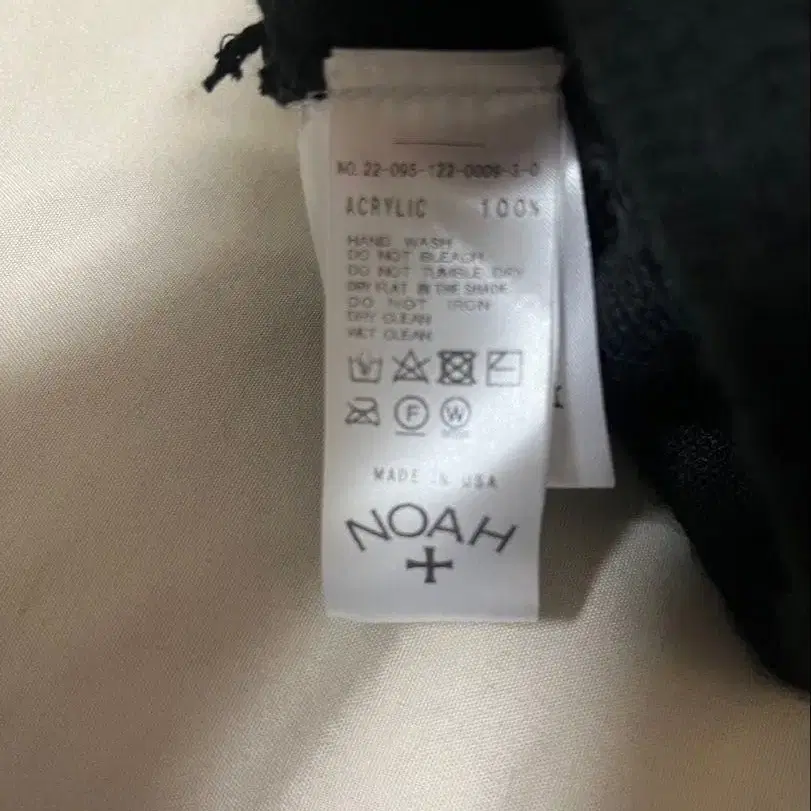 NO. 22-095-122-0009-3-0
ACRYLIC 100%
HAND WASH
DO NOT BLEACH
DO NOT TUMBLE DRY
DRY FLAT IN THE SHADE
DO NOT IRON
DRY CLEAN
WET CLEAN
F W
MADE IN USA
NOAH